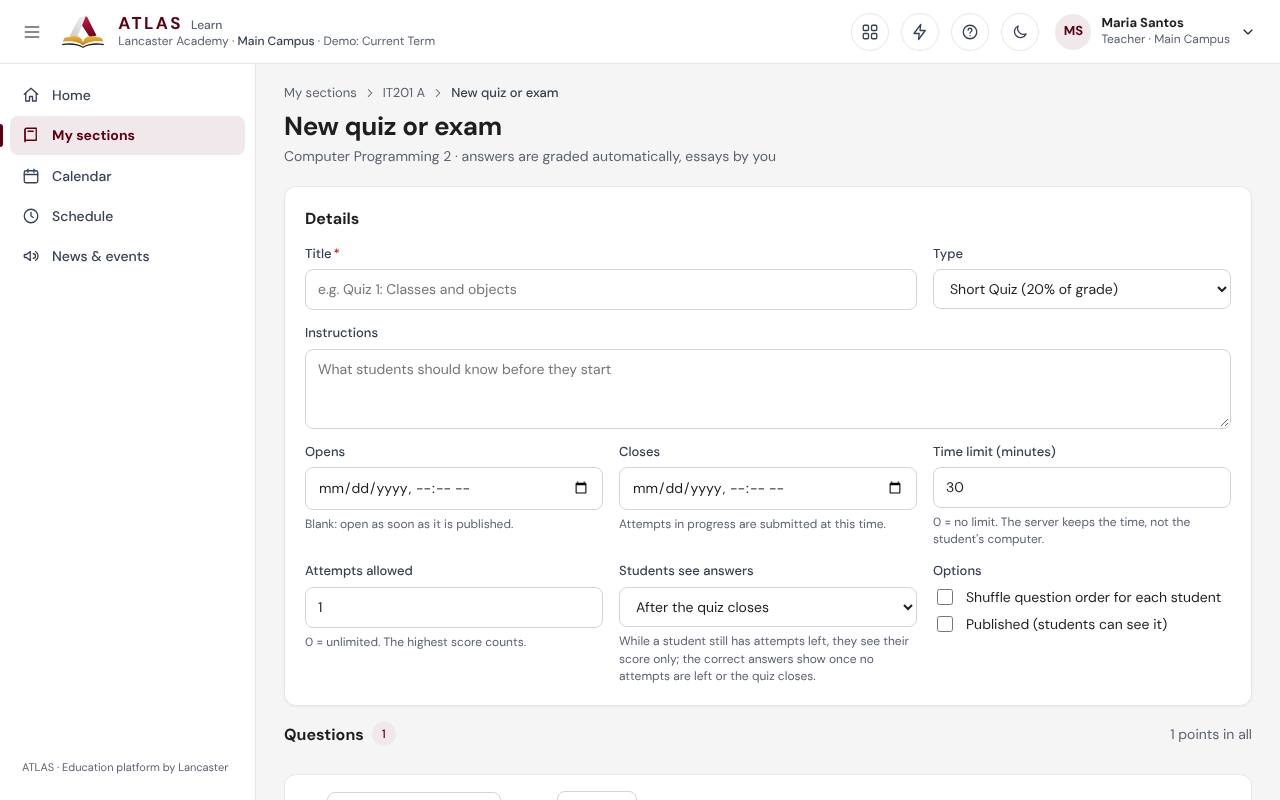 ATLAS Learn
Lancaster Academy · Main Campus · Demo: Current Term
MS
Maria Santos
Teacher · Main Campus
Home
My sections
Calendar
Schedule
News & events
ATLAS · Education platform by Lancaster
My sections > IT201 A > New quiz or exam
New quiz or exam
Computer Programming 2 · answers are graded automatically, essays by you
Details
Title *
Type
e.g. Quiz 1: Classes and objects
Short Quiz (20% of grade)
Instructions
What students should know before they start
Opens
Closes
Time limit (minutes)
mm/dd/yyyy, --:-- --
mm/dd/yyyy, --:-- --
30
Blank: open as soon as it is published.
Attempts in progress are submitted at this time.
0 = no limit. The server keeps the time, not the
student's computer.
Attempts allowed
Students see answers
Options
1
After the quiz closes
Shuffle question order for each student
Published (students can see it)
0 = unlimited. The highest score counts.
While a student still has attempts left, they see their
score only; the correct answers show once no
attempts are left or the quiz closes.
Questions 1
1 points in all